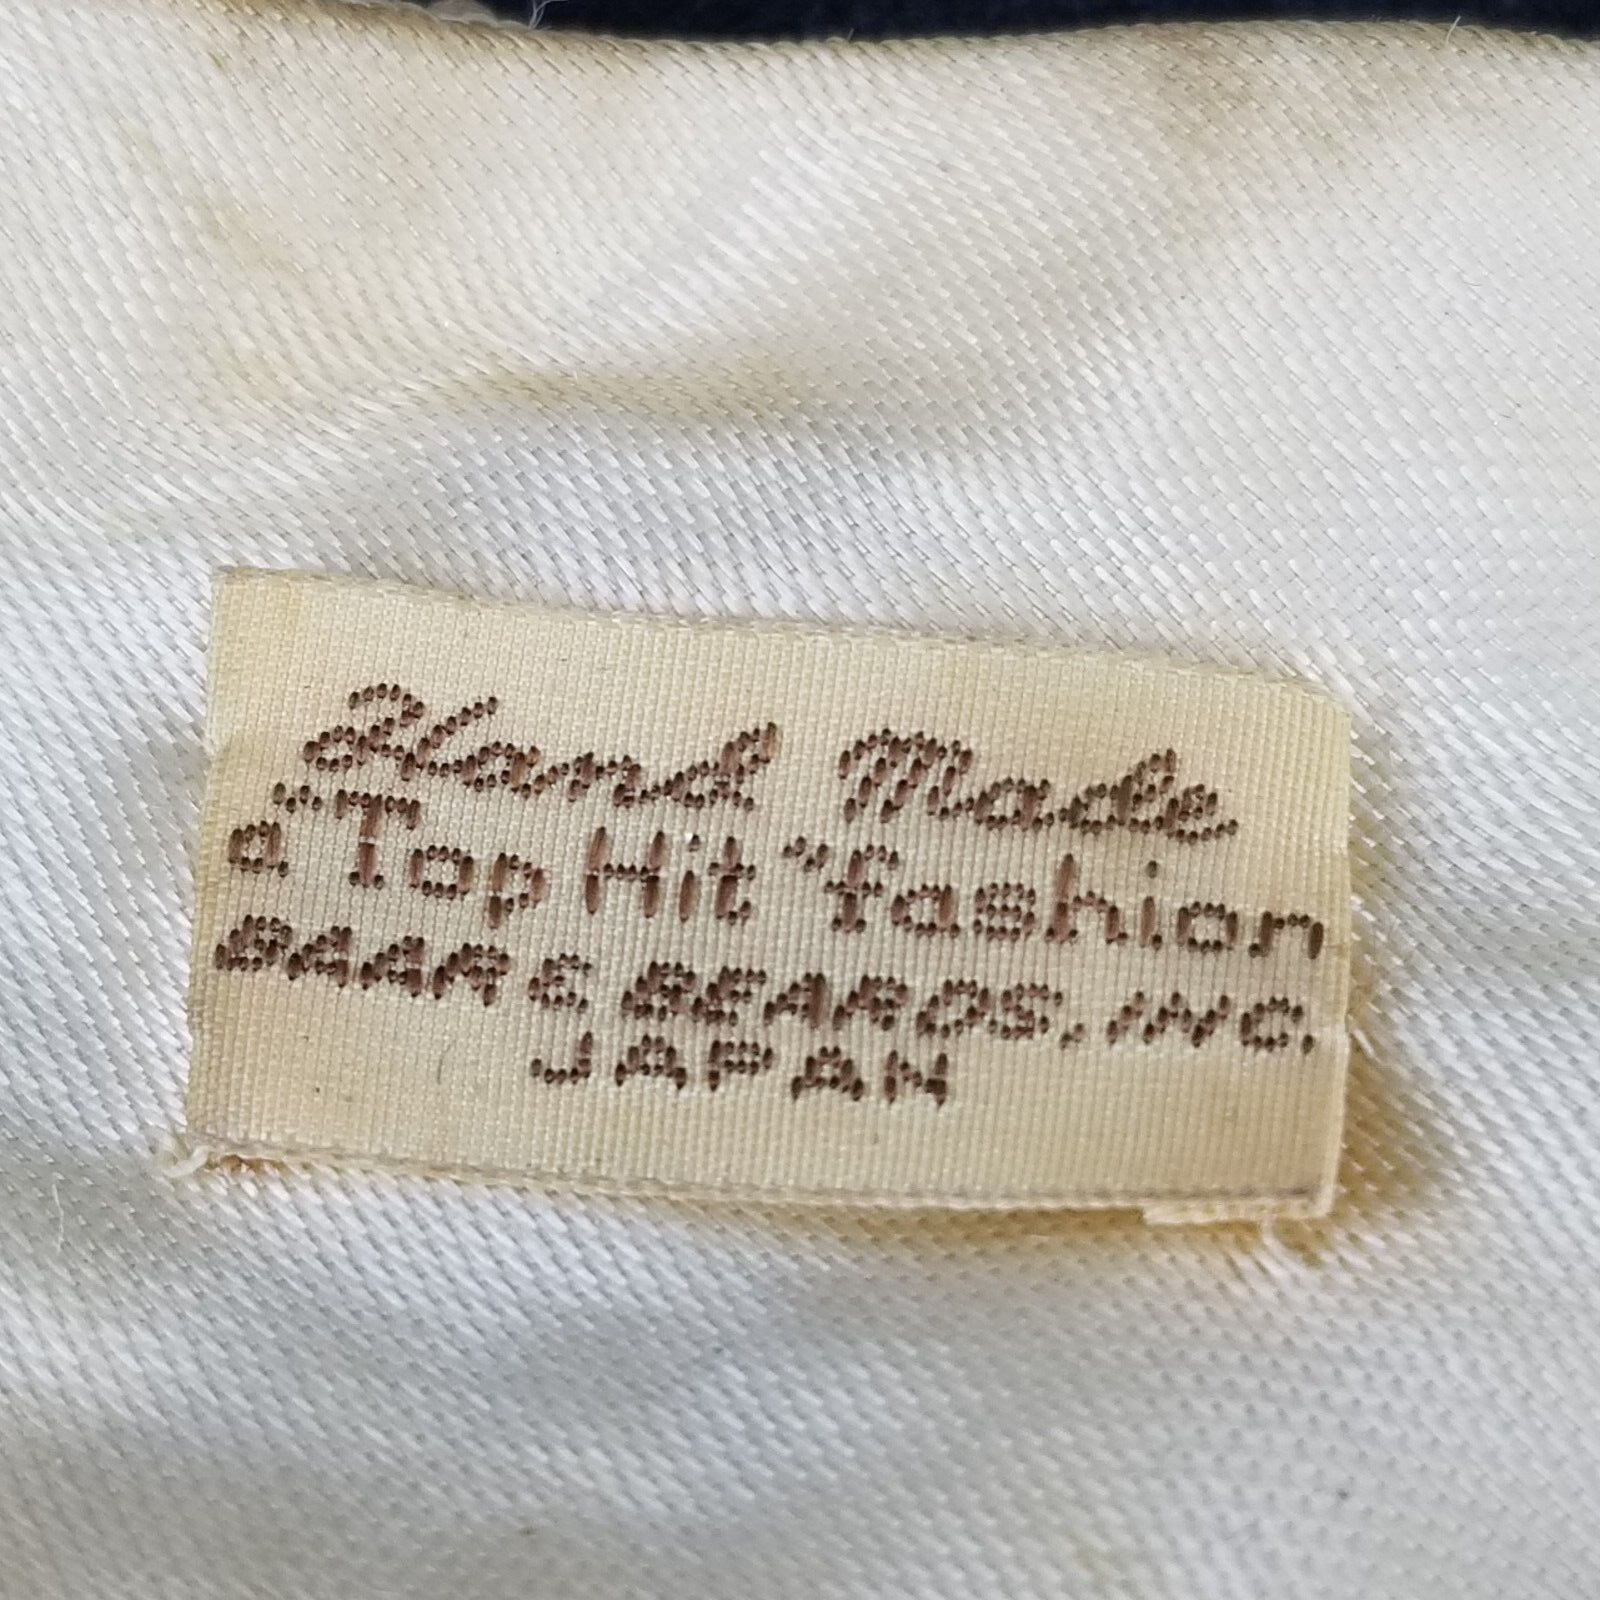 Hand Made
a "Top Hit" fashion
BAAR & BEARDS, INC.
JAPAN